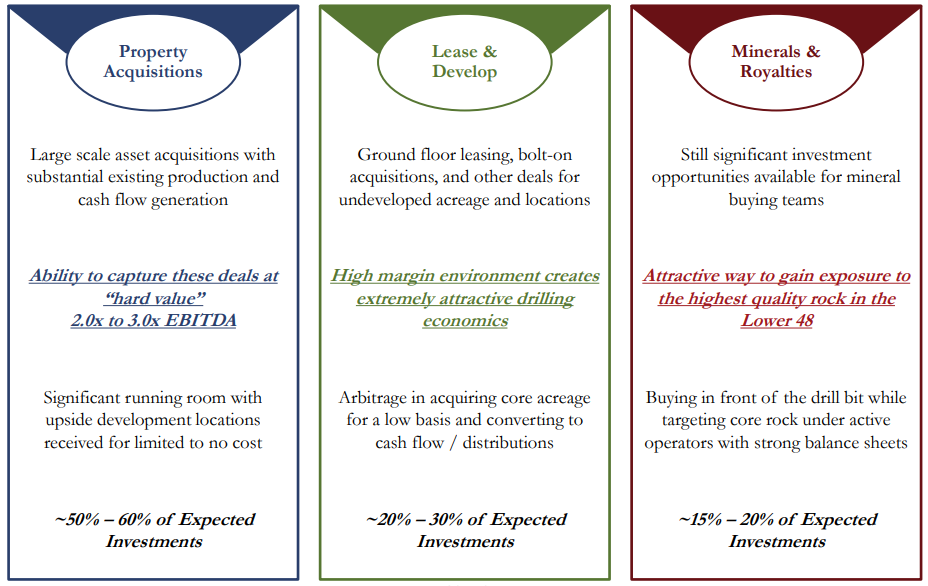 Property
Acquisitions
Large scale asset acquisitions with
substantial existing production and
cash flow generation
Ability to capture these deals at
“hard value”
2.0x to 3.0x EBITDA
Significant running room with
upside development locations
received for limited to no cost
~50% – 60% of Expected
Investments
Lease &
Develop
Ground floor leasing, bolt-on
acquisitions, and other deals for
undeveloped acreage and locations
High margin environment creates
extremely attractive drilling
economics
Arbitrage in acquiring core acreage
for a low basis and converting to
cash flow / distributions
~20% – 30% of Expected
Investments
Minerals &
Royalties
Still significant investment
opportunities available for mineral
buying teams
Attractive way to gain exposure to
the highest quality rock in the
Lower 48
Buying in front of the drill bit while
targeting core rock under active
operators with strong balance sheets
~15% – 20% of Expected
Investments